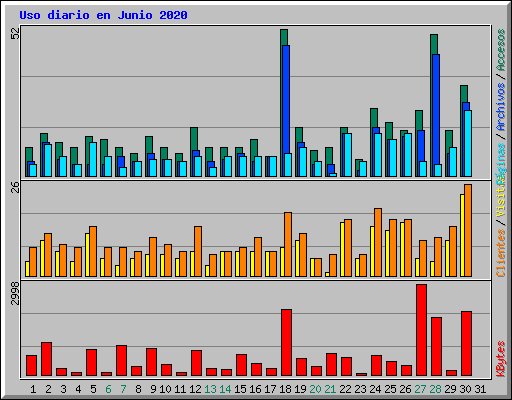 Uso diario en Junio 2020
52
26
2998
Accesos / Archivos / Páginas
Visitas / Clientes
KBytes
1 2 3 4 5 6 7 8 9 10 11 12 13 14 15 16 17 18 19 20 21 22 23 24 25 26 27 28 29 30 31